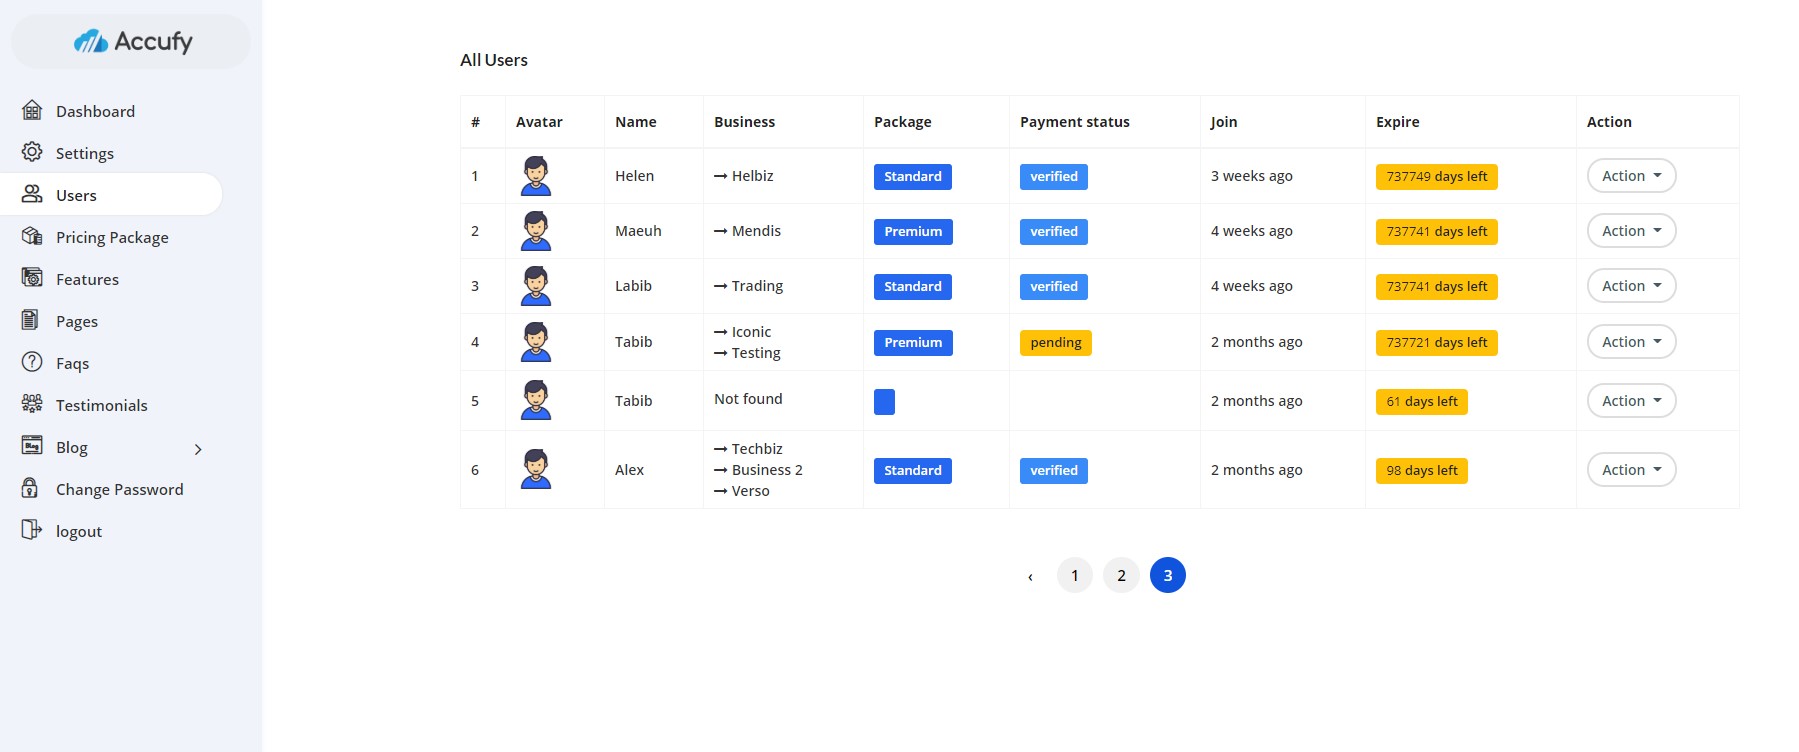 Accufy
Dashboard
Settings
Users
Pricing Package
Features
Pages
Faqs
Testimonials
Blog
Change Password
logout
All Users
# Avatar Name Business Package Payment status Join Expire Action
1 Helen → Helbiz Standard verified 3 weeks ago 737749 days left Action
2 Maeuh → Mendis Premium verified 4 weeks ago 737741 days left Action
3 Labib → Trading Standard verified 4 weeks ago 737741 days left Action
→ Iconic
4 Tabib → Testing Premium pending 2 months ago 737721 days left Action
5 Tabib Not found 2 months ago 61 days left Action
→ Techbiz
6 Alex → Business 2 Standard verified 2 months ago 98 days left Action
→ Verso
‹ 1 2 3